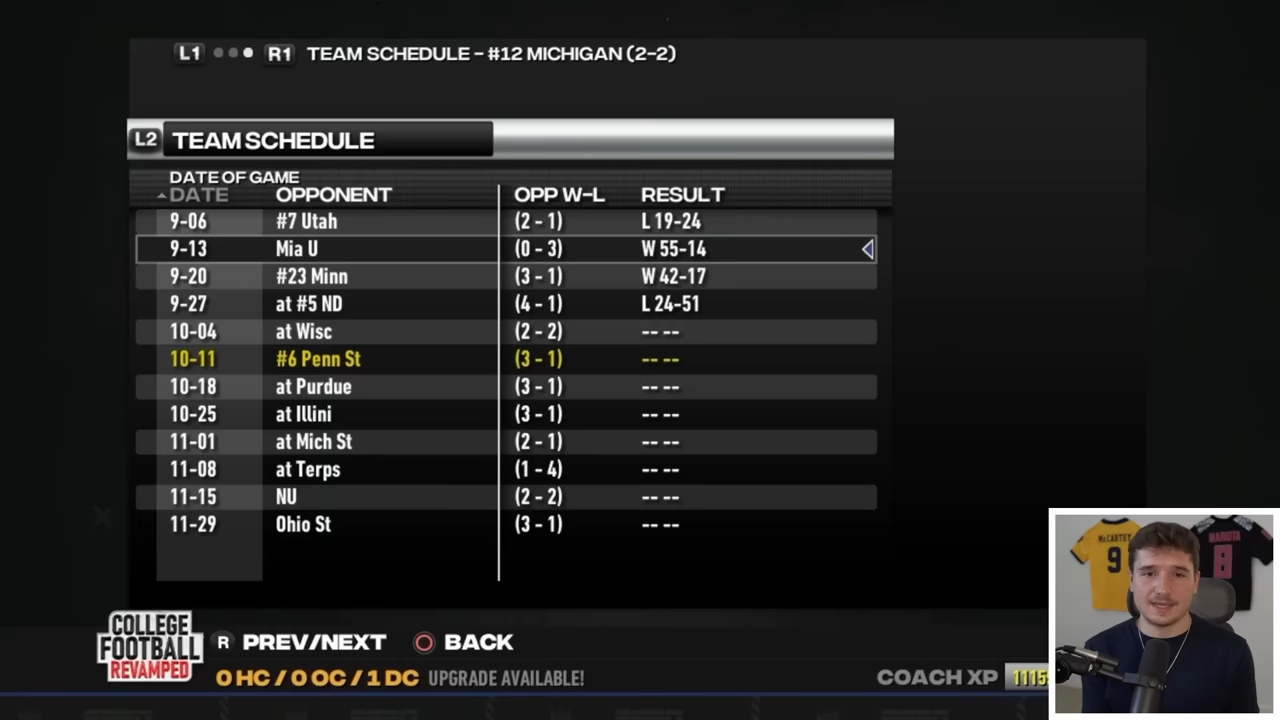 L1 R1 TEAM SCHEDULE - #12 MICHIGAN (2-2)
L2 TEAM SCHEDULE
DATE OF GAME
DATE OPPONENT OPP W-L RESULT
9-06 #7 Utah (2 - 1) L 19-24
9-13 Mia U (0 - 3) W 55-14
9-20 #23 Minn (3 - 1) W 42-17
9-27 at #5 ND (4 - 1) L 24-51
10-04 at Wisc (2 - 2) -- --
10-11 #6 Penn St (3 - 1) -- --
10-18 at Purdue (3 - 1) -- --
10-25 at Illini (3 - 1) -- --
11-01 at Mich St (2 - 1) -- --
11-08 at Terps (1 - 4) -- --
11-15 NU (2 - 2) -- --
11-29 Ohio St (3 - 1) -- --
McCARTHY
9
MARIOTA
8
COLLEGE
FOOTBALL
REVAMPED
R PREV/NEXT BACK
0 HC / 0 OC / 1 DC UPGRADE AVAILABLE!
COACH XP